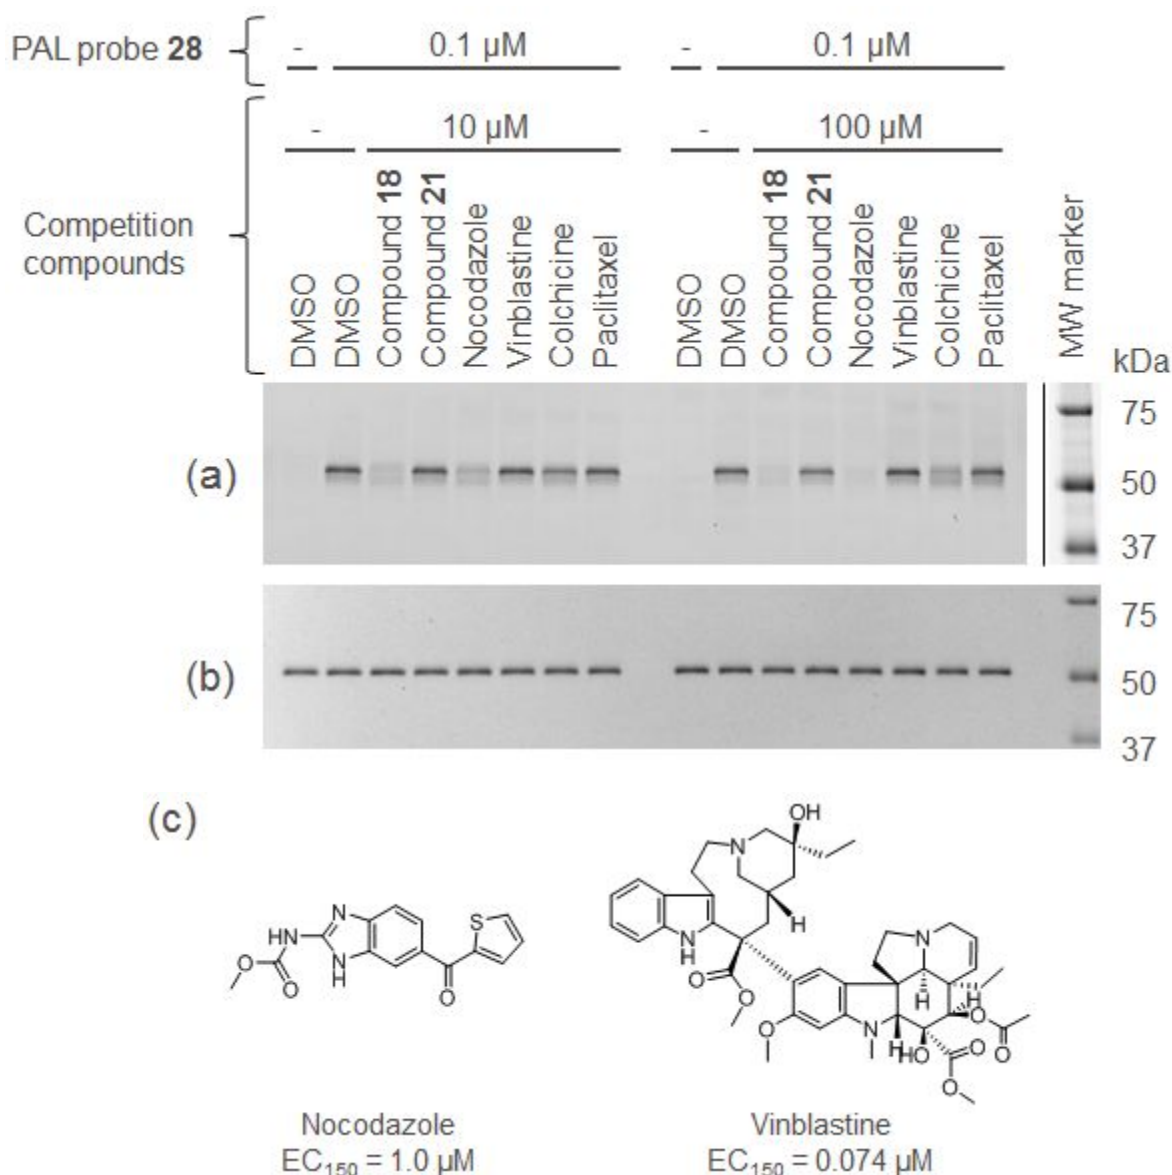 PAL probe 28
-
0.1 µM
-
0.1 µM
-
10 µM
-
100 µM
Competition
compounds
DMSO
DMSO
Compound 18
Compound 21
Nocodazole
Vinblastine
Colchicine
Paclitaxel
DMSO
DMSO
Compound 18
Compound 21
Nocodazole
Vinblastine
Colchicine
Paclitaxel
MW marker
kDa
(a)
75
50
37
(b)
75
50
37
(c)
HN
N
N
H
O
O
S
O
OH
N
N
H
H
O
O
N
H
H
O
O
O
N
H
HO
O
O
Nocodazole
EC150 = 1.0 µM
Vinblastine
EC150 = 0.074 µM